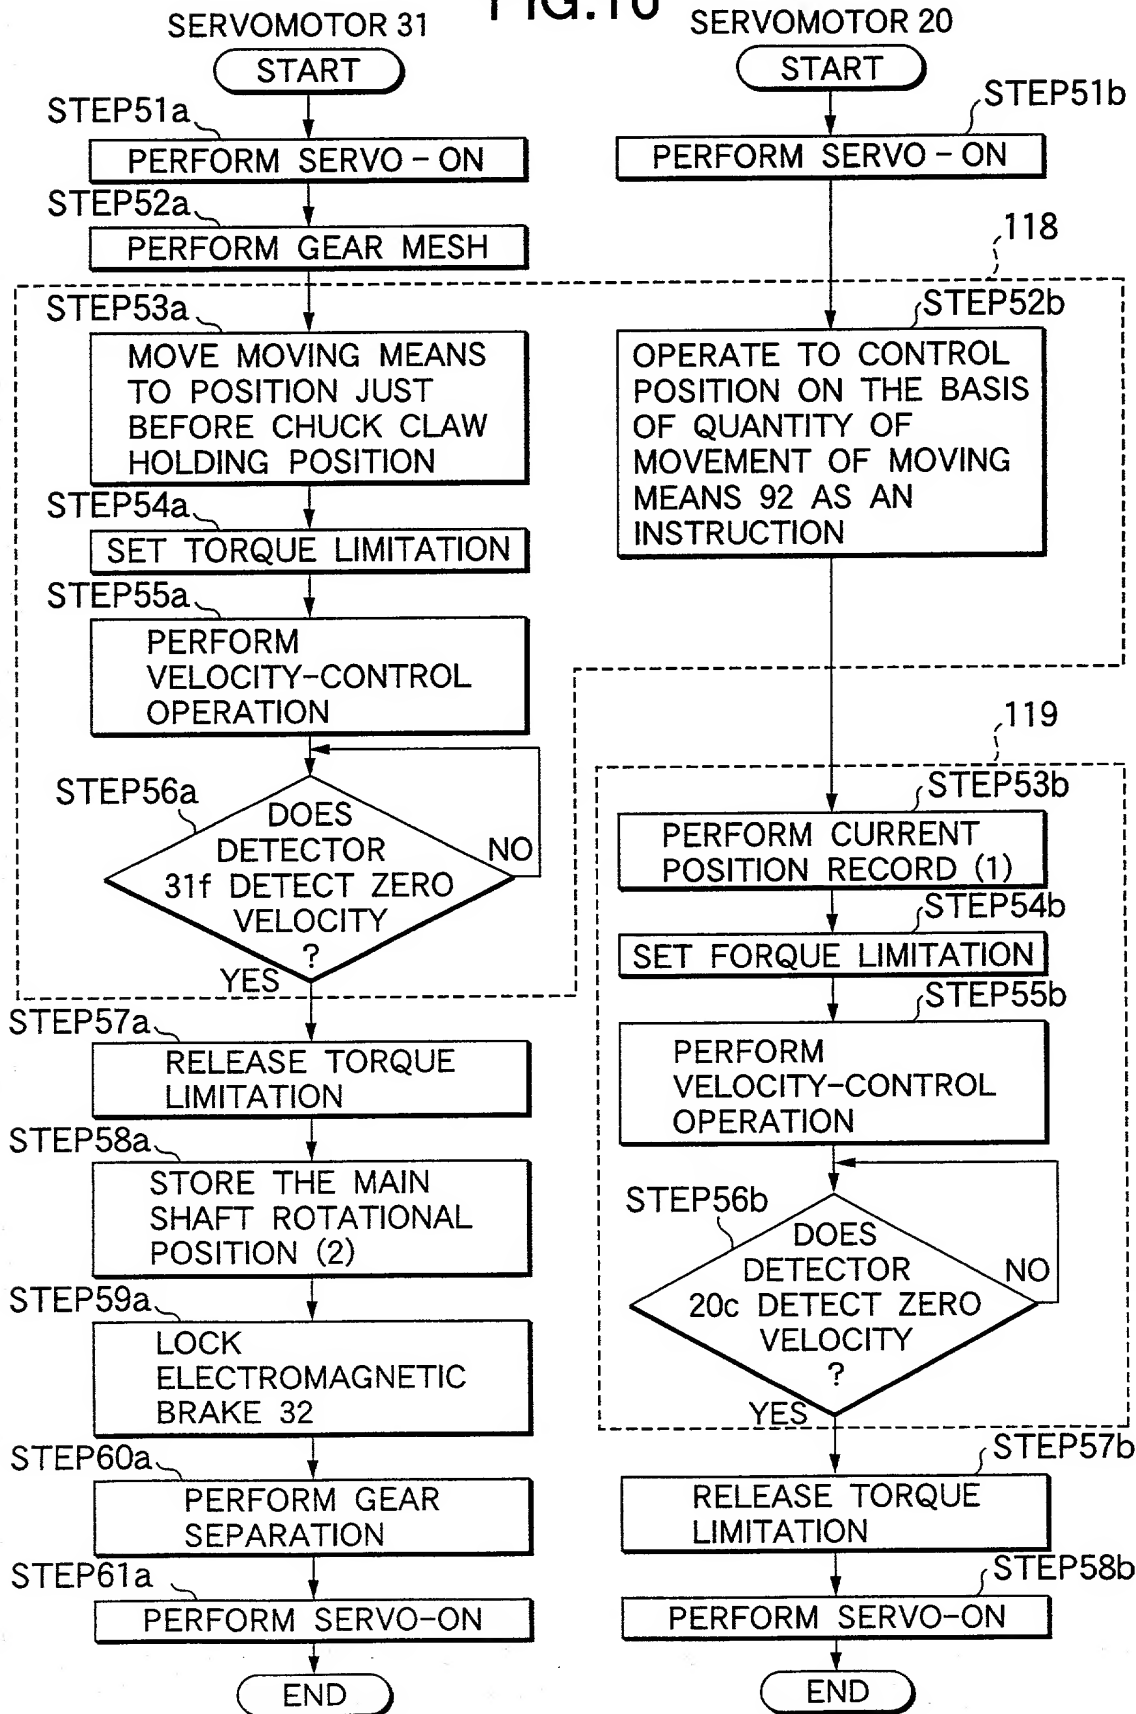 FIG.10
SERVOMOTOR 31
START
STEP51a
PERFORM SERVO-ON
STEP52a
PERFORM GEAR MESH
STEP53a
MOVE MOVING MEANS
TO POSITION JUST
BEFORE CHUCK CLAW
HOLDING POSITION
STEP54a
SET TORQUE LIMITATION
STEP55a
PERFORM
VELOCITY-CONTROL
OPERATION
STEP56a
DOES
DETECTOR
31f DETECT ZERO
VELOCITY
?
NO
YES
STEP57a
RELEASE TORQUE
LIMITATION
STEP58a
STORE THE MAIN
SHAFT ROTATIONAL
POSITION (2)
STEP59a
LOCK
ELECTROMAGNETIC
BRAKE 32
STEP60a
PERFORM GEAR
SEPARATION
STEP61a
PERFORM SERVO-ON
END
SERVOMOTOR 20
START
STEP51b
PERFORM SERVO-ON
118
STEP52b
OPERATE TO CONTROL
POSITION ON THE BASIS
OF QUANTITY OF
MOVEMENT OF MOVING
MEANS 92 AS AN
INSTRUCTION
119
STEP53b
PERFORM CURRENT
POSITION RECORD (1)
STEP54b
SET FORQUE LIMITATION
STEP55b
PERFORM
VELOCITY-CONTROL
OPERATION
STEP56b
DOES
DETECTOR
20c DETECT ZERO
VELOCITY
?
NO
YES
STEP57b
RELEASE TORQUE
LIMITATION
STEP58b
PERFORM SERVO-ON
END